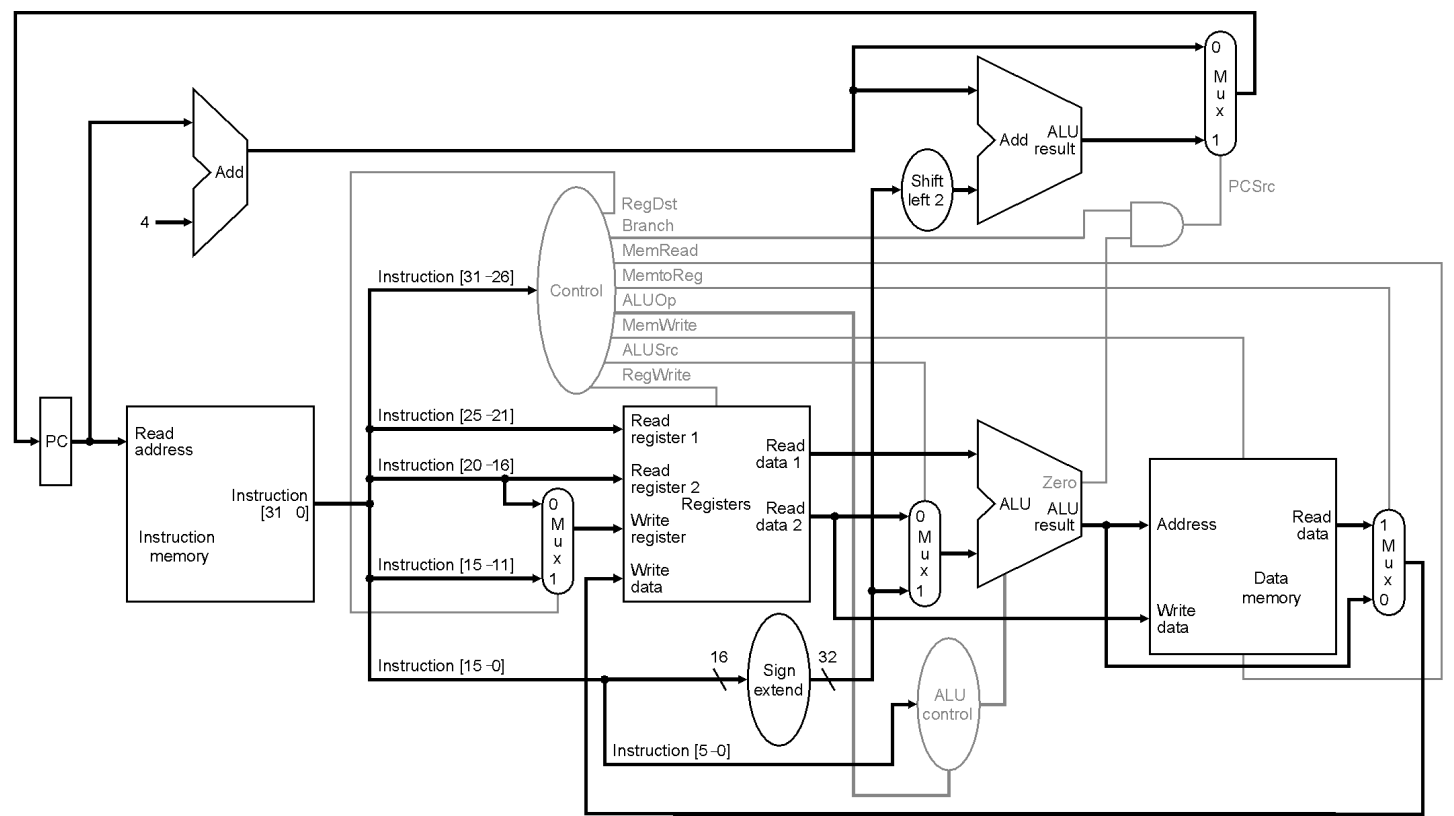 0
M
u
x
1
Add
ALU
result
Add
4
Shift
left 2
PCSrc
RegDst
Branch
MemRead
MemtoReg
ALUOp
MemWrite
ALUSrc
RegWrite
Control
Instruction [31–26]
Instruction [25–21]
Instruction [20–16]
Instruction [15–11]
Instruction [15–0]
Instruction [5–0]
PC
Read
address
Instruction
[31 0]
Instruction
memory
0
M
u
x
1
Read
register 1
Read
register 2
Write
register
Write
data
Registers
Read
data 1
Read
data 2
0
M
u
x
1
Zero
ALU
ALU
result
Address
Read
data
Data
memory
Write
data
1
M
u
x
0
16
Sign
extend
32
ALU
control